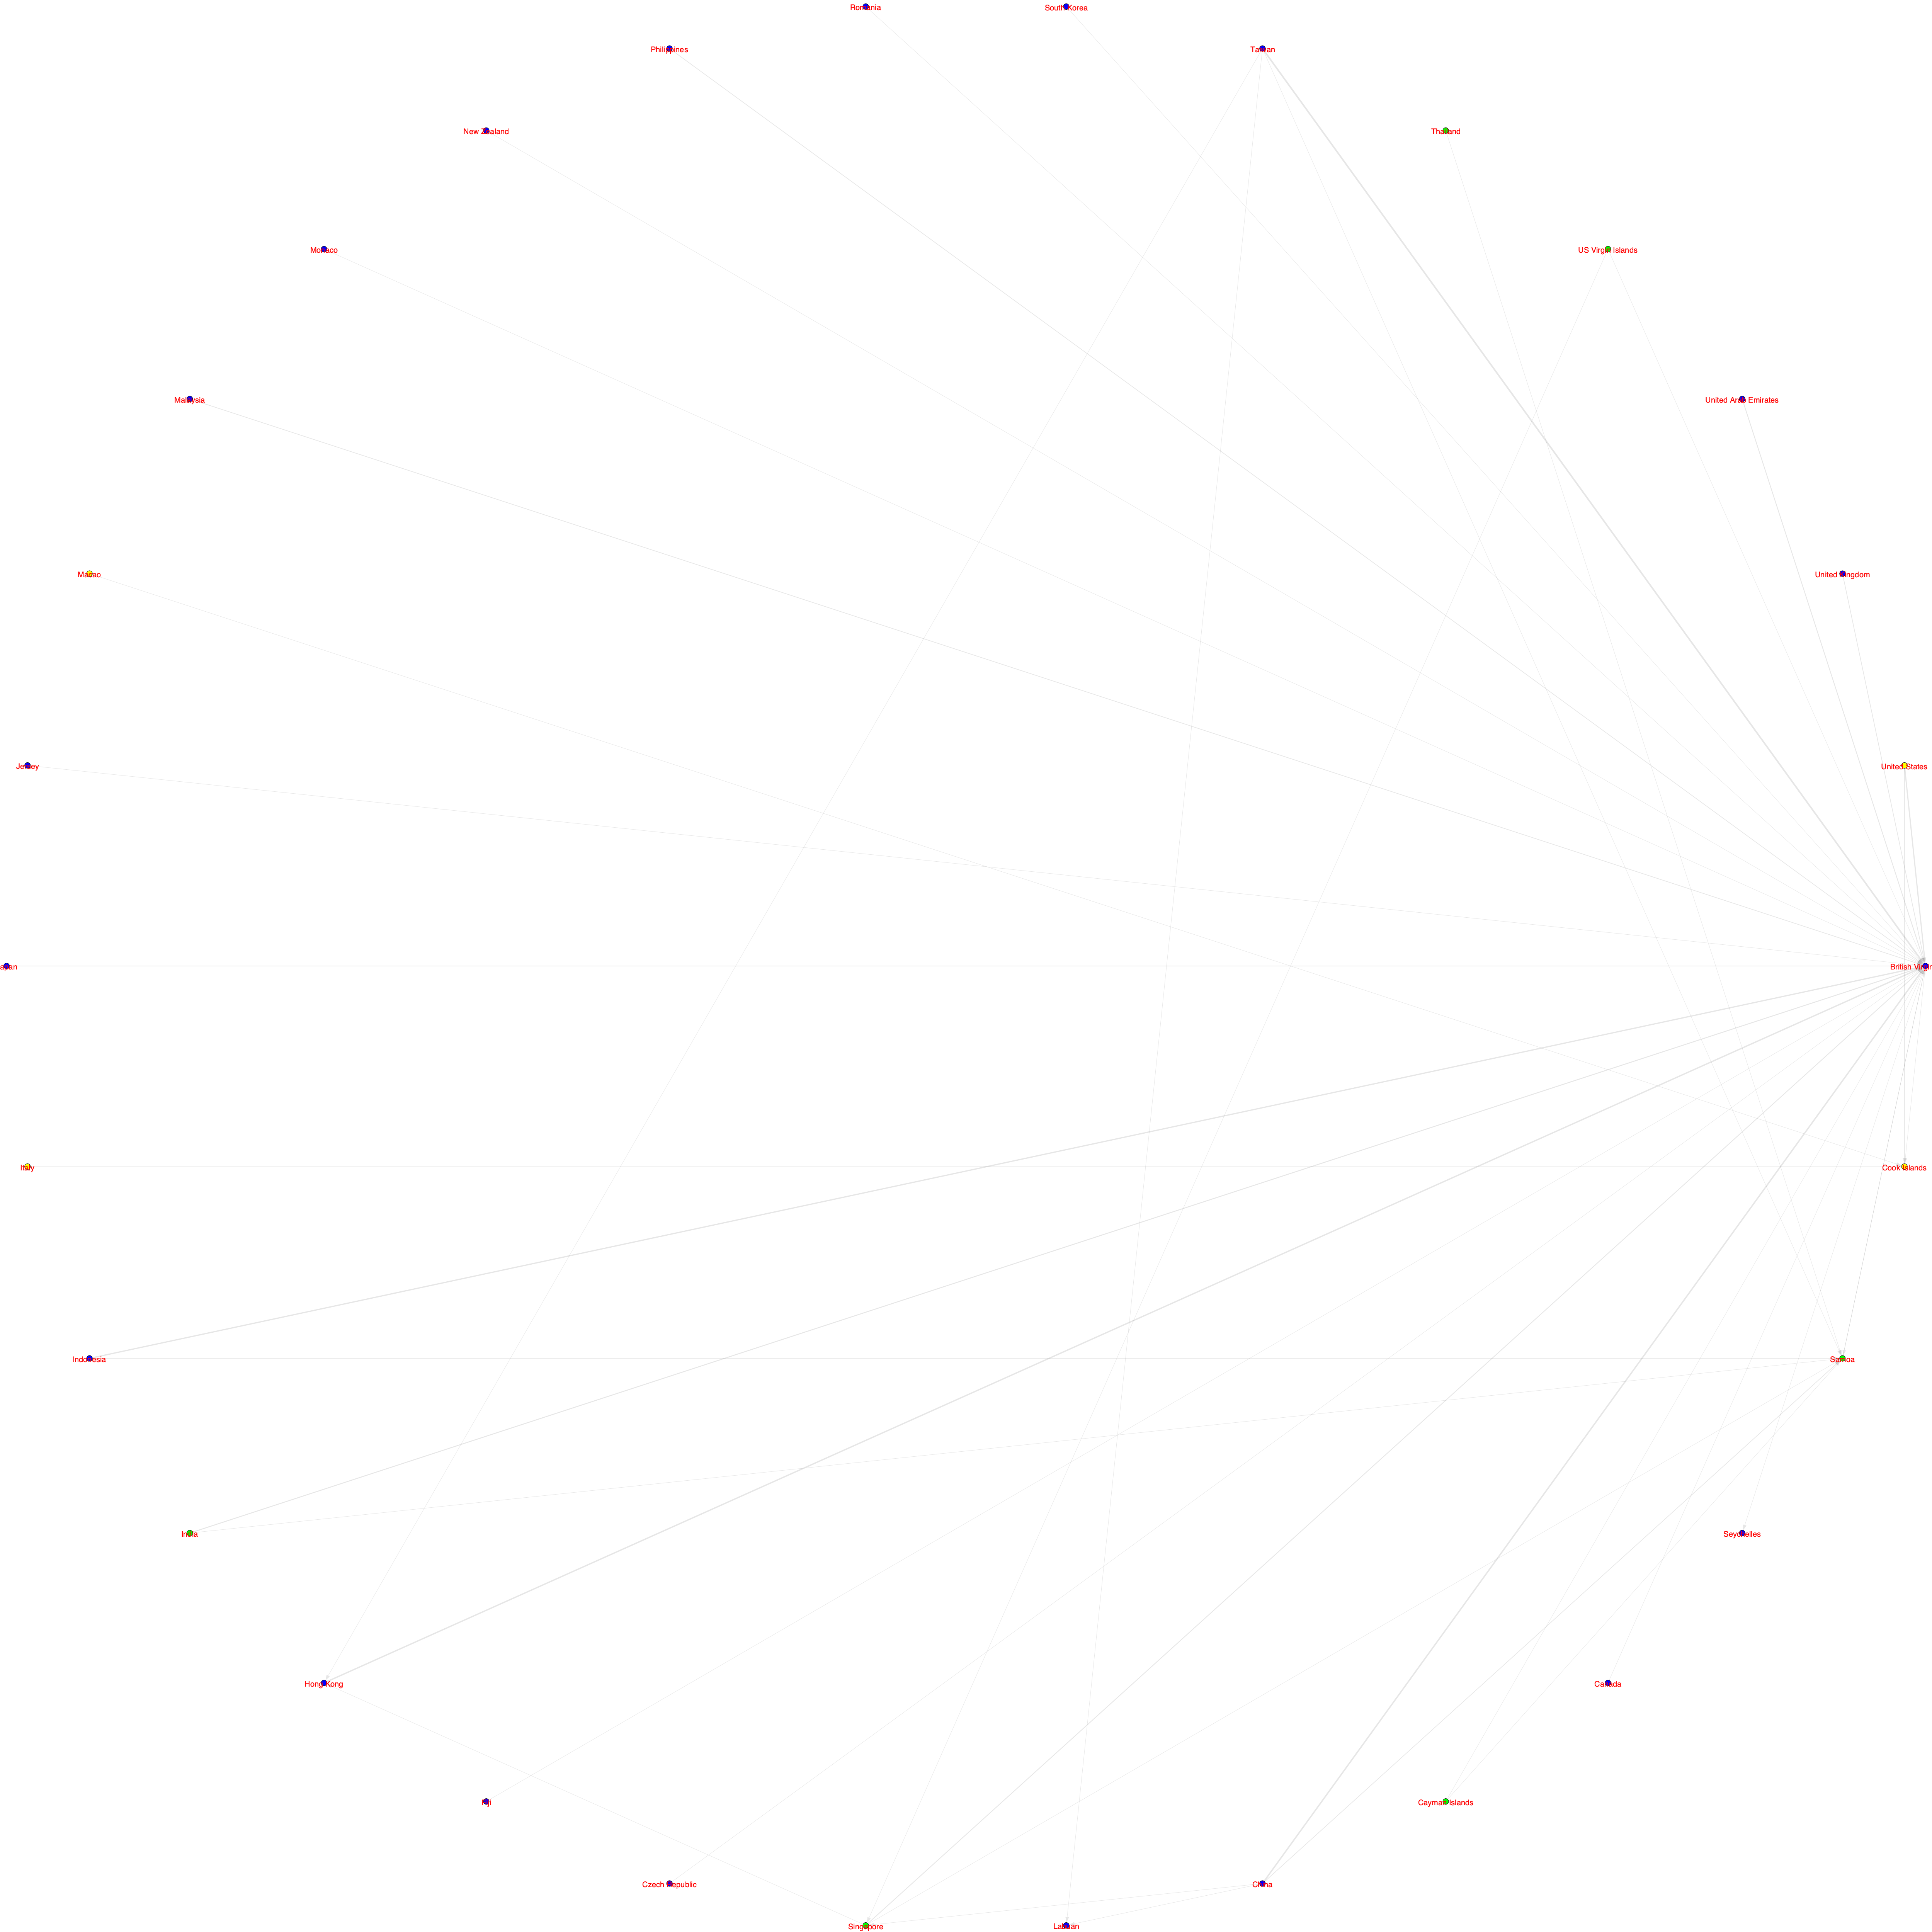 Romania
South Korea
Philippines
Taiwan
New Zealand
Thailand
Monaco
US Virgin Islands
Malaysia
United Arab Emirates
Macao
United Kingdom
Jersey
United States
apan
British Virgin
Italy
Cook Islands
Indonesia
Samoa
India
Seychelles
Hong Kong
Canada
Fiji
Cayman Islands
Czech Republic
China
Singapore
Labuán